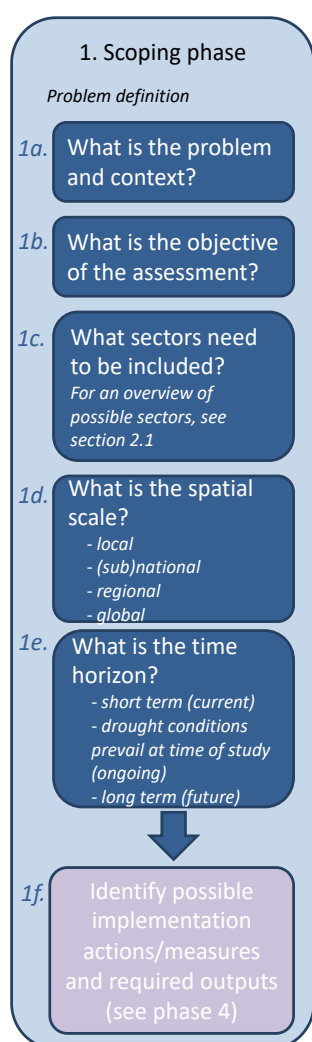 1. Scoping phase
Problem definition
1a. What is the problem
and context?
1b. What is the objective
of the assessment?
1c. What sectors need
to be included?
For an overview of
possible sectors, see
section 2.1
1d. What is the spatial
scale?
- local
- (sub)national
- regional
- global
1e. What is the time
horizon?
- short term (current)
- drought conditions
prevail at time of study
(ongoing)
- long term (future)
1f. Identify possible
implementation
actions/measures
and required outputs
(see phase 4)